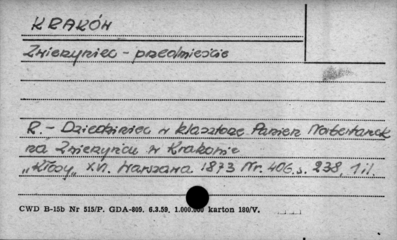 KRAKÓW
Zwierzyniec - przedmieście
R. - Dziedziniec w klasztorze Panien Norbertanek
na Zwierzyńcu w Krakowie
"Kłosy" XVI. Warszawa 1873 Nr. 406, s. 238, 1 il.
CWD B-15b Nr 515/P. GDA-809. 6.3.59. 1.000.000 karton 180/V.